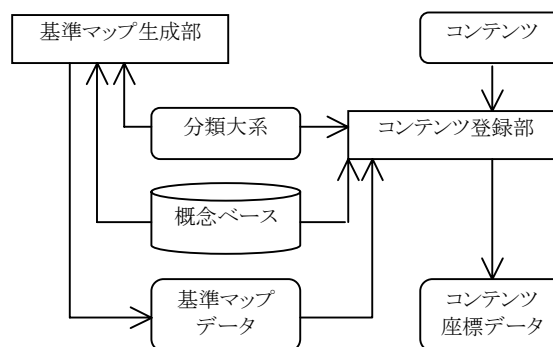 基準マップ生成部
コンテンツ
分類大系
コンテンツ登録部
概念ベース
基準マップ
データ
コンテンツ
座標データ